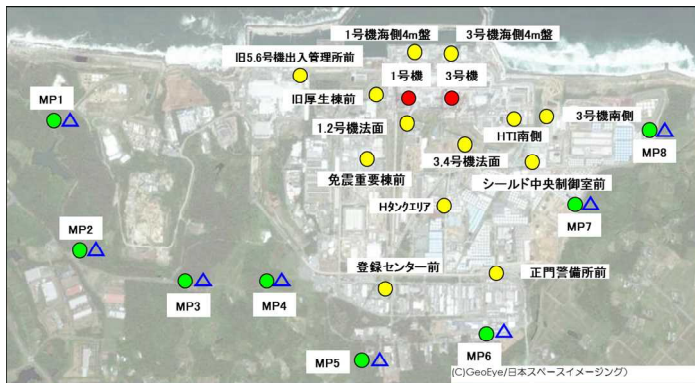 1号機海側4m盤
3号機海側4m盤
旧5.6号機出入管理所前
1号機
3号機
MP1
旧厚生棟前
3号機南側
1.2号機法面
HTI南側
MP8
3.4号機法面
免震重要棟前
シールド中央制御室前
Hタンクエリア
MP7
MP2
登録センター前
正門警備所前
MP3
MP4
MP5
MP6
(C)GeoEye/日本スペースイメージング)